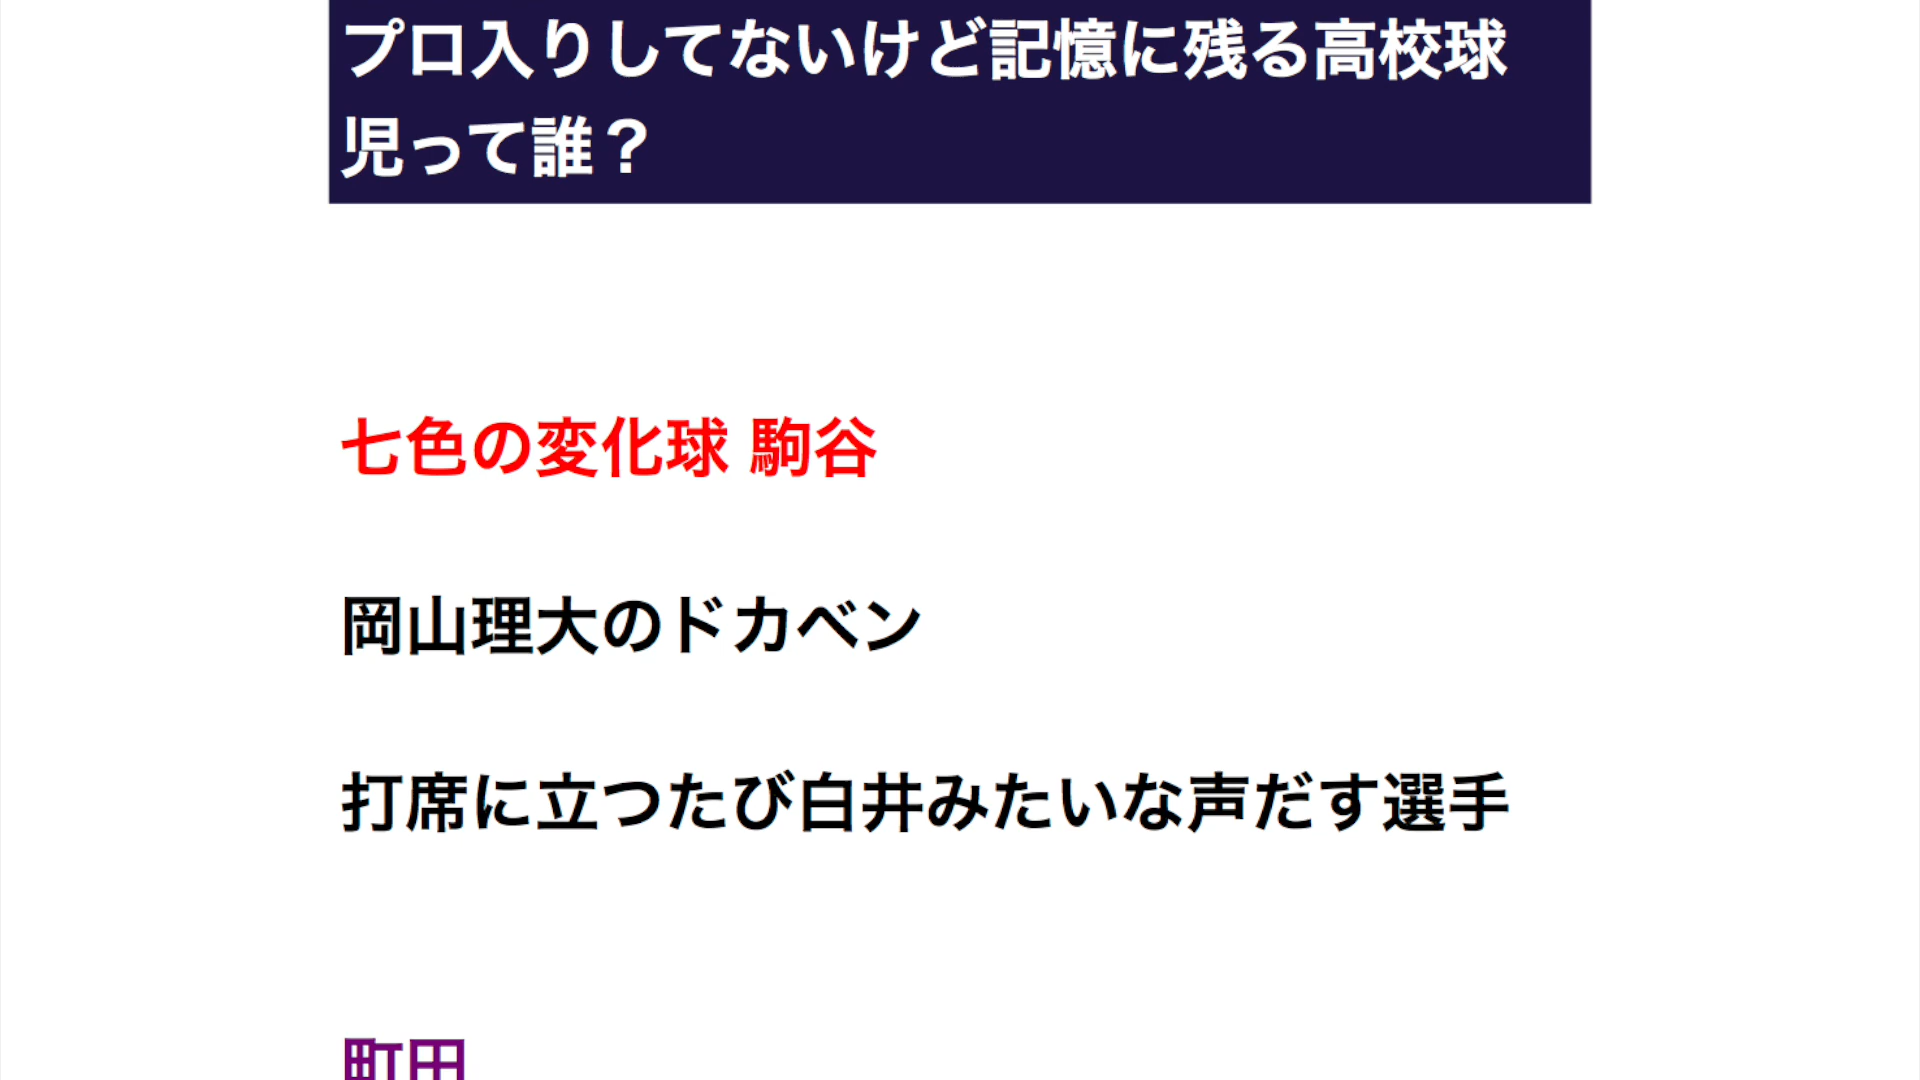 プロ入りしてないけど記憶に残る高校球
児って誰？
七色の変化球 駒谷
岡山理大のドカベン
打席に立つたび白井みたいな声だす選手
町田